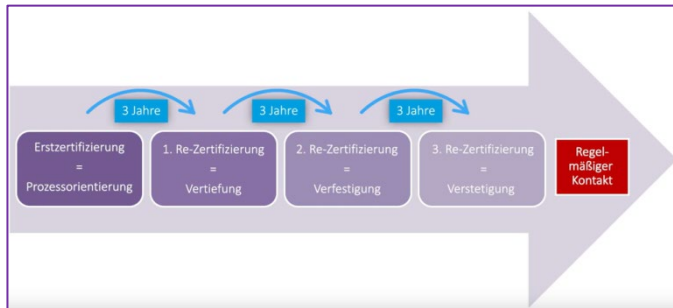 3 Jahre
3 Jahre
3 Jahre
Erstzertifizierung
=
Prozessorientierung
1. Re-Zertifizierung
=
Vertiefung
2. Re-Zertifizierung
=
Verfestigung
3. Re-Zertifizierung
=
Verstetigung
Regel-
mäßiger
Kontakt